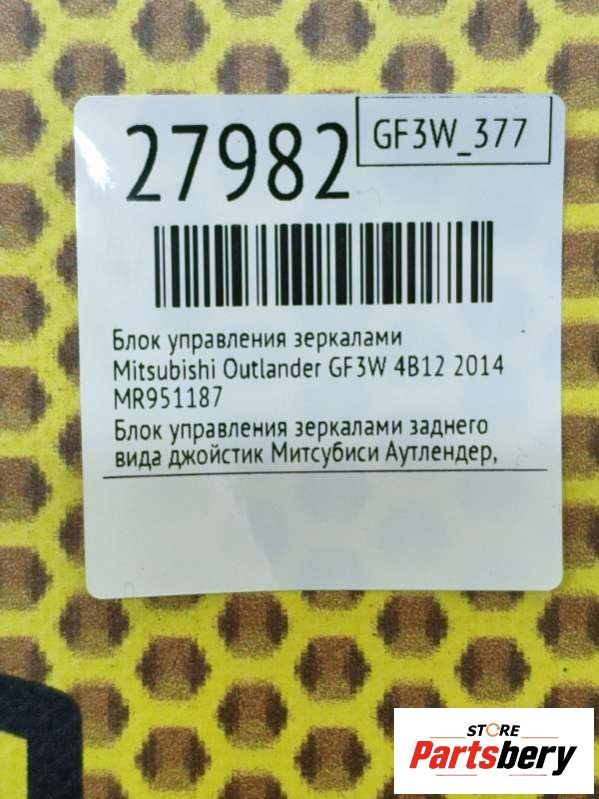 27982
GF3W_377
Блок управления зеркалами
Mitsubishi Outlander GF3W 4B12 2014
MR951187
Блок управления зеркалами заднего
вида джойстик Митсубиси Аутлендер,
STORE
Partsbery